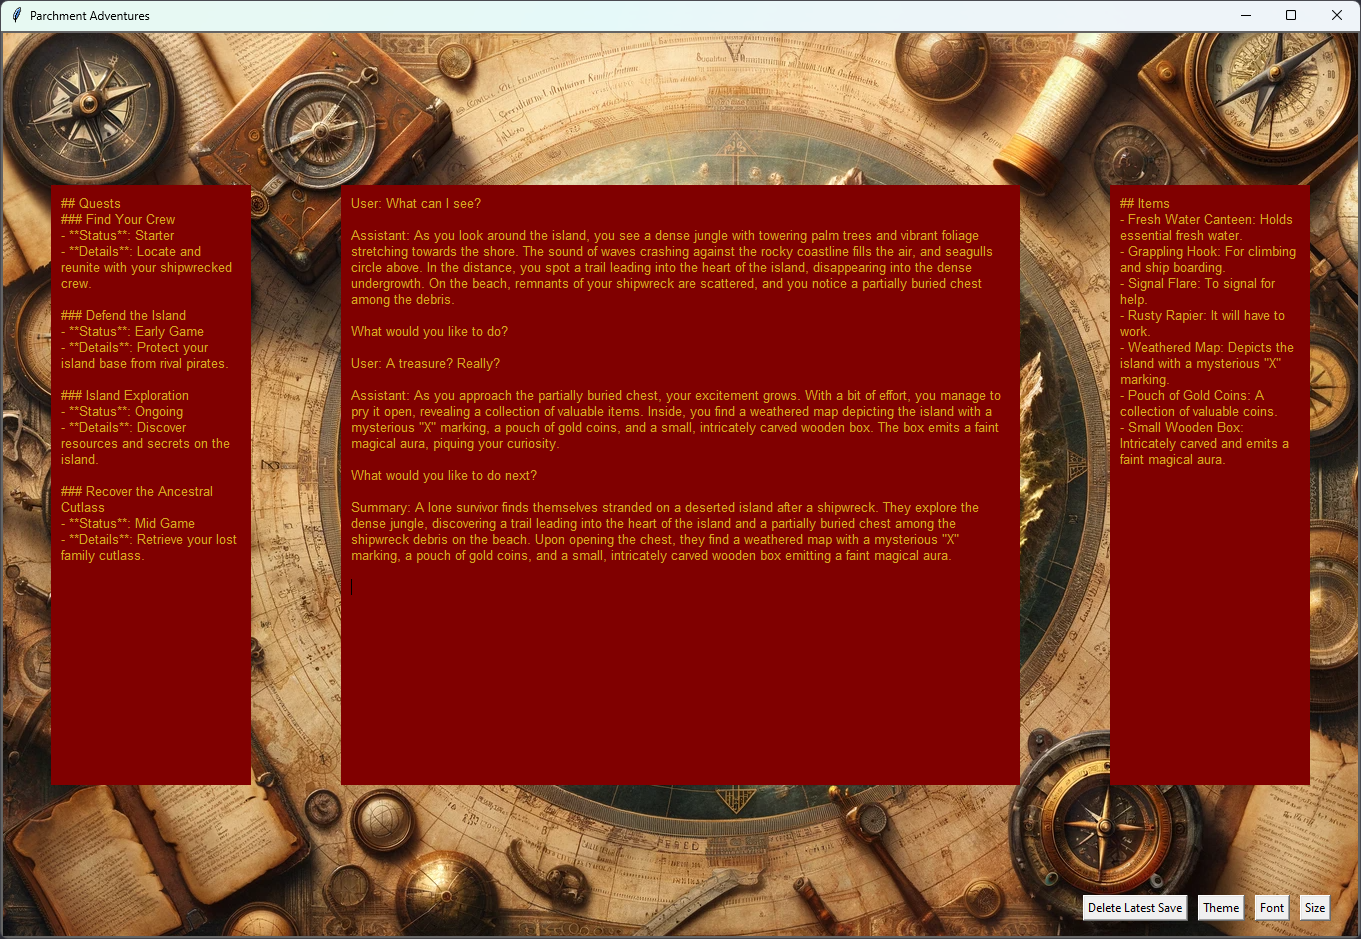 Parchment Adventures
## Quests
### Find Your Crew
- **Status**: Starter
- **Details**: Locate and
reunite with your shipwrecked
crew.
### Defend the Island
- **Status**: Early Game
- **Details**: Protect your
island base from rival pirates.
### Island Exploration
- **Status**: Ongoing
- **Details**: Discover
resources and secrets on the
island.
### Recover the Ancestral
Cutlass
- **Status**: Mid Game
- **Details**: Retrieve your lost
family cutlass.
User: What can I see?
Assistant: As you look around the island, you see a dense jungle with towering palm trees and vibrant foliage
stretching towards the shore. The sound of waves crashing against the rocky coastline fills the air, and seagulls
circle above. In the distance, you spot a trail leading into the heart of the island, disappearing into the dense
undergrowth. On the beach, remnants of your shipwreck are scattered, and you notice a partially buried chest
among the debris.
What would you like to do?
User: A treasure? Really?
Assistant: As you approach the partially buried chest, your excitement grows. With a bit of effort, you manage to
pry it open, revealing a collection of valuable items. Inside, you find a weathered map depicting the island with a
mysterious "X" marking, a pouch of gold coins, and a small, intricately carved wooden box. The box emits a faint
magical aura, piquing your curiosity.
What would you like to do next?
Summary: A lone survivor finds themselves stranded on a deserted island after a shipwreck. They explore the
dense jungle, discovering a trail leading into the heart of the island and a partially buried chest among the
shipwreck debris on the beach. Upon opening the chest, they find a weathered map with a mysterious "X"
marking, a pouch of gold coins, and a small, intricately carved wooden box emitting a faint magical aura.
## Items
- Fresh Water Canteen: Holds
essential fresh water.
- Grappling Hook: For climbing
and ship boarding.
- Signal Flare: To signal for
help.
- Rusty Rapier: It will have to
work.
- Weathered Map: Depicts the
island with a mysterious "X"
marking.
- Pouch of Gold Coins: A
collection of valuable coins.
- Small Wooden Box:
Intricately carved and emits a
faint magical aura.
Delete Latest Save
Theme
Font
Size